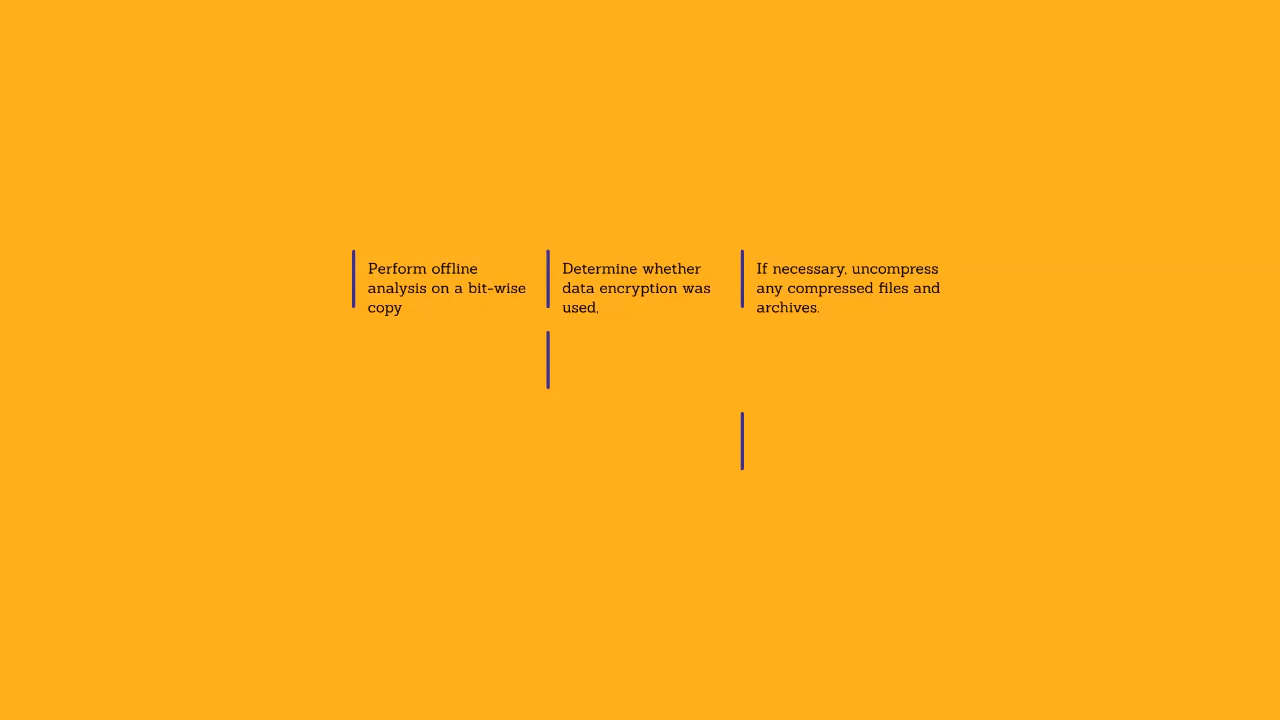 Perform offline
analysis on a bit-wise
copy
Determine whether
data encryption was
used,
If necessary, uncompress
any compressed files and
archives.